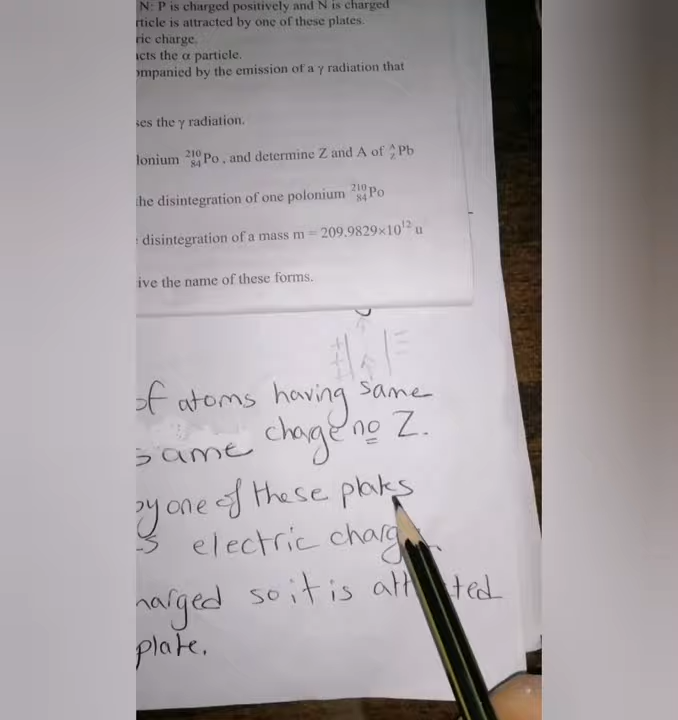 N: P is charged positively and N is charged
rticle is attracted by one of these plates.
ric charge.
acts the α particle.
ompanied by the emission of a γ radiation that
ses the γ radiation.
lonium ²¹⁰₈₄Po, and determine Z and A of ᴬ_ZPb
the disintegration of one polonium ²¹⁰₈₄Po
disintegration of a mass m = 209.9829×10¹² u
ive the name of these forms.
of atoms having same
same charge no Z.
by one of these plates
s electric charge.
harged so it is att ted
plate.